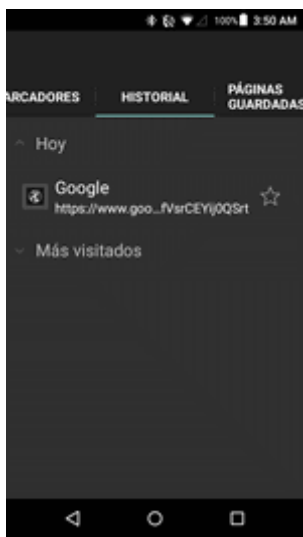 100% 3:50 AM
ARCADORES HISTORIAL PÁGINAS
GUARDADAS
Hoy
Google
https://www.goo...fVsrCEYij0QSrt
Más visitados